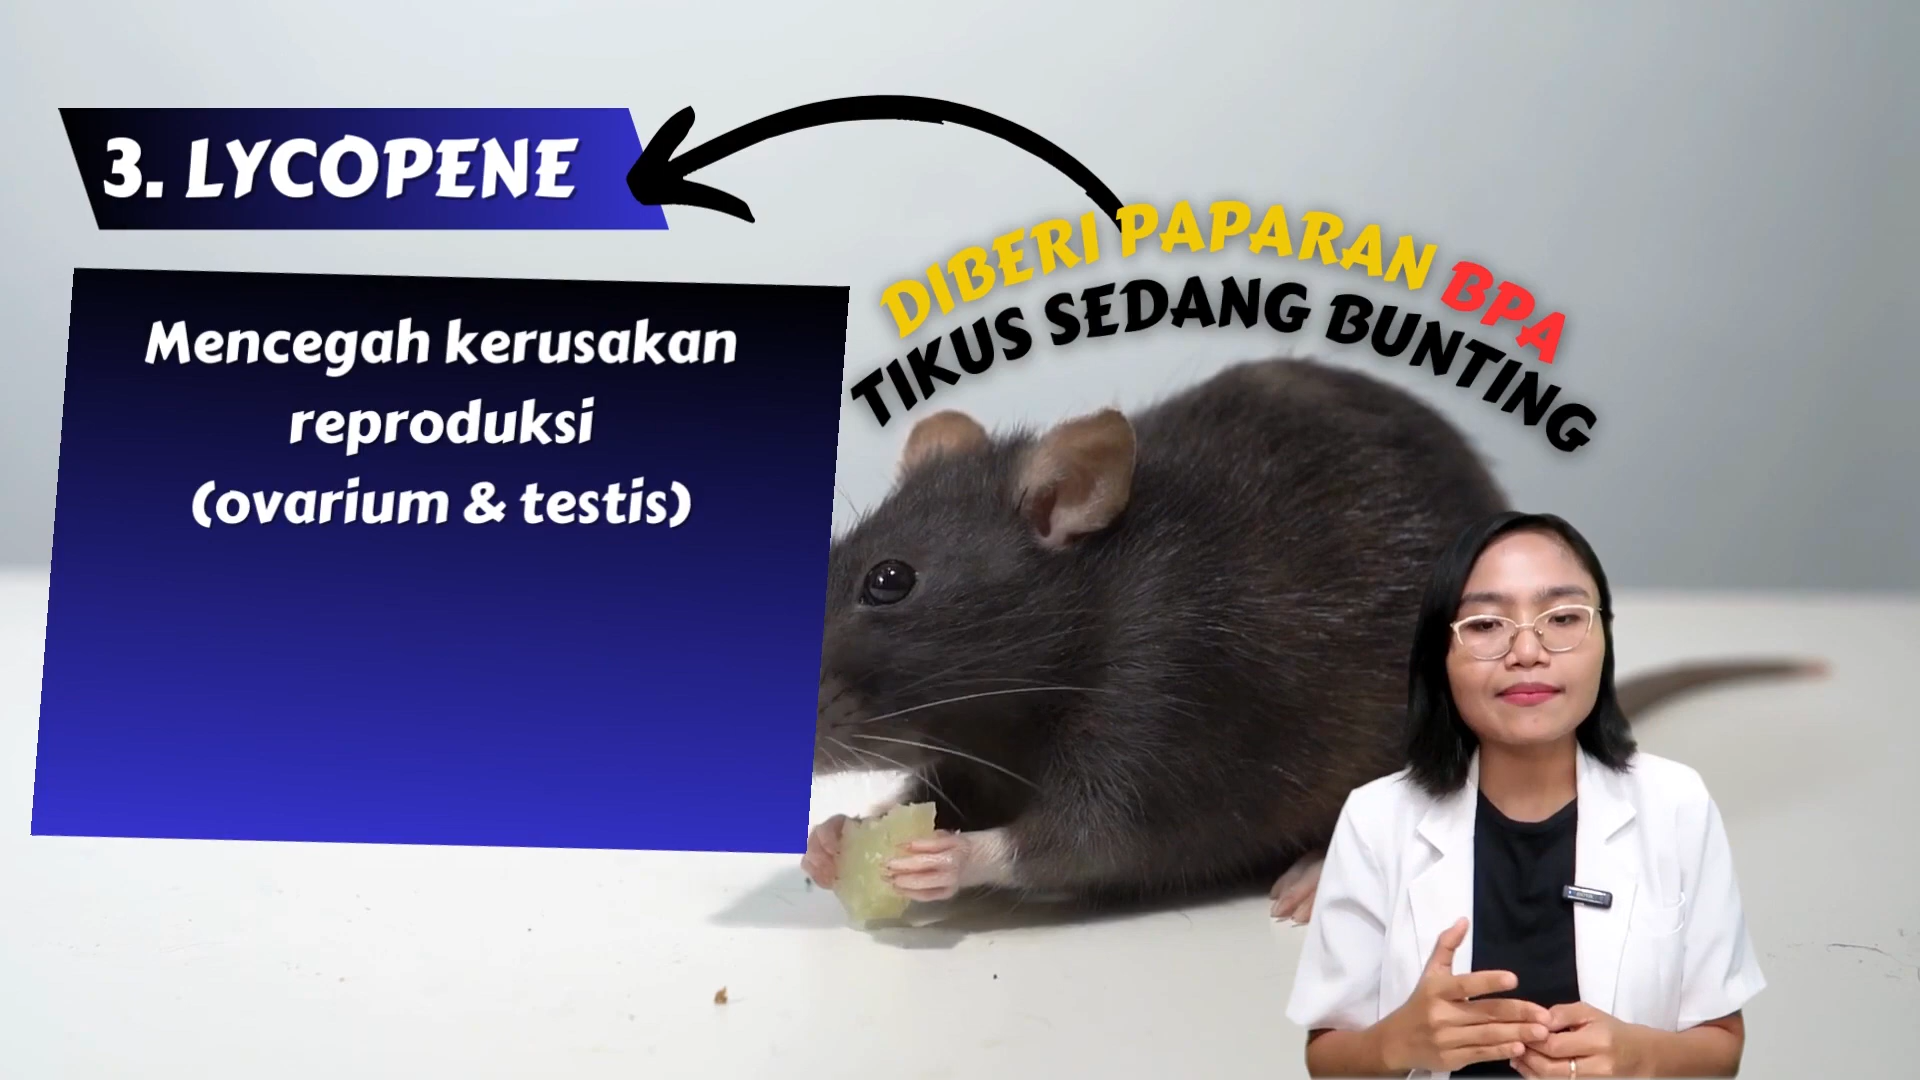 3. LYCOPENE
Mencegah kerusakan
reproduksi
(ovarium & testis)
DIBERI PAPARAN BPA
TIKUS SEDANG BUNTING